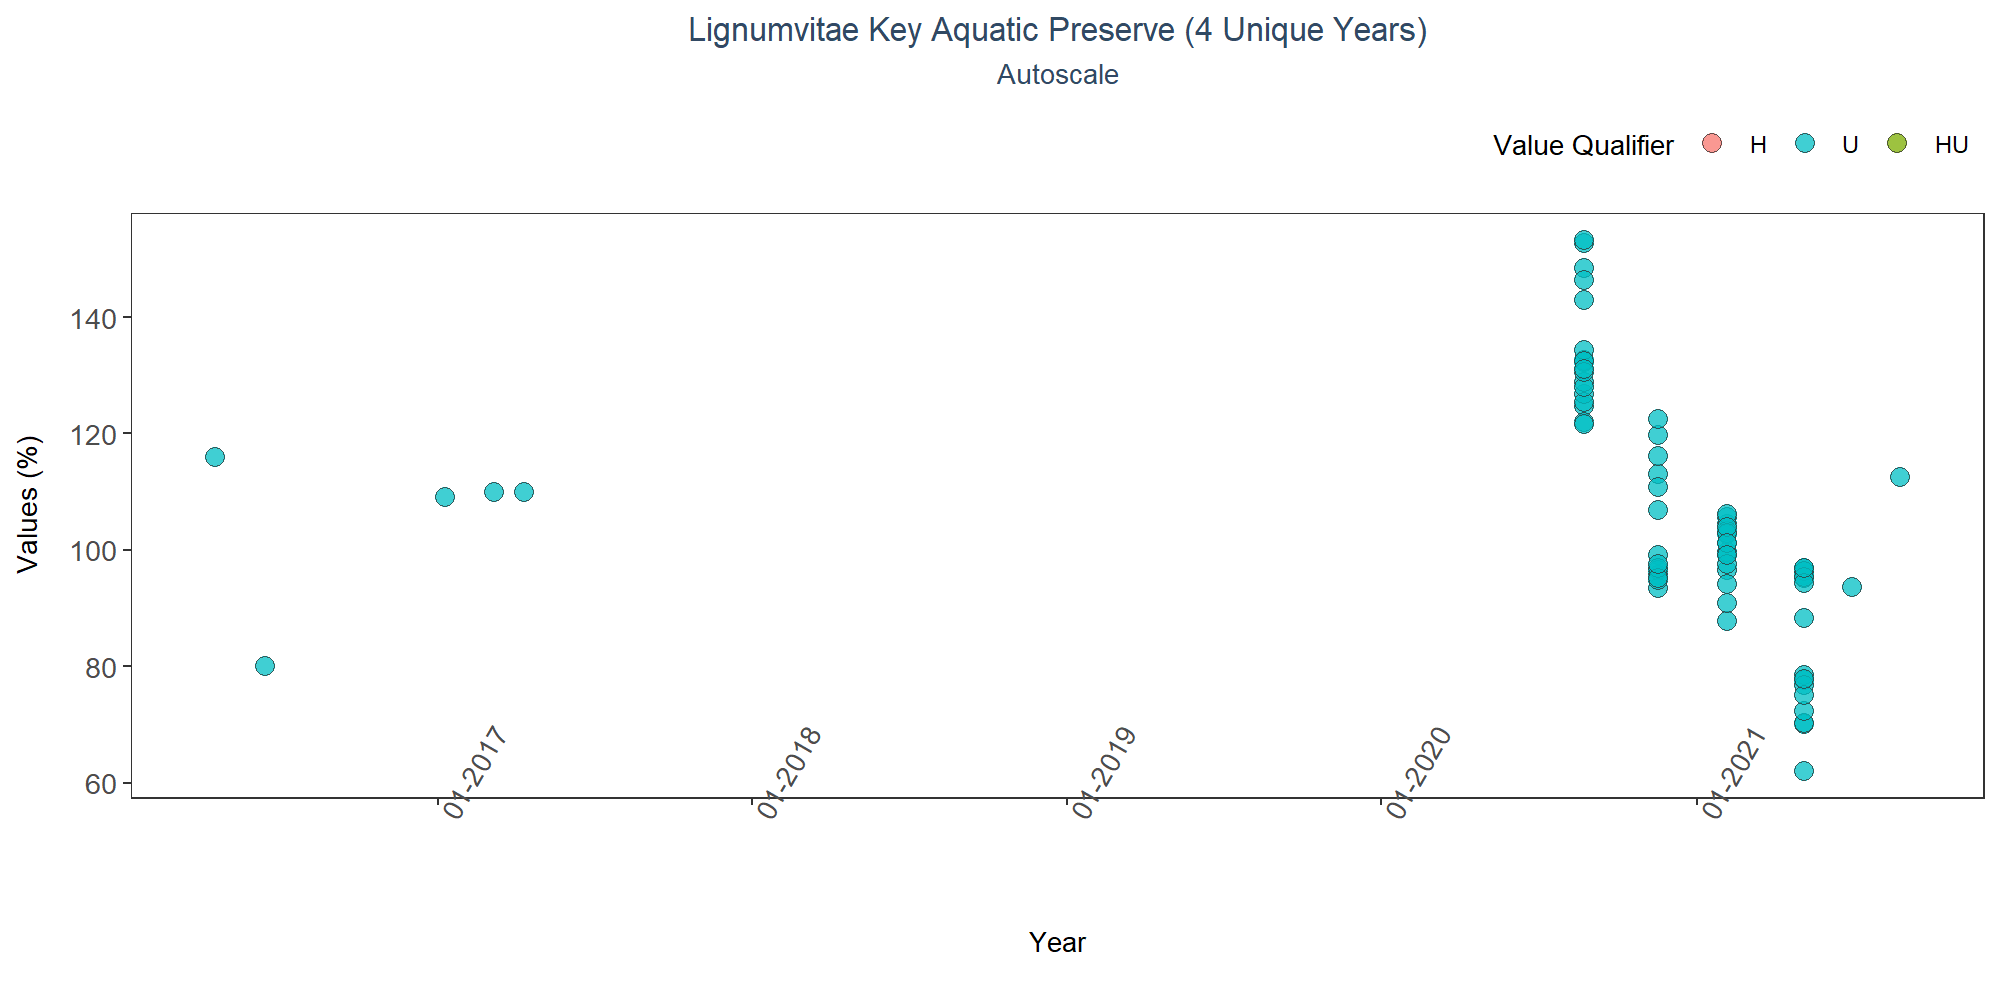 Lignumvitae Key Aquatic Preserve (4 Unique Years)
Autoscale
Value Qualifier H U HU
Values (%)
140
120
100
80
60
01-2017 01-2018 01-2019 01-2020 01-2021
Year